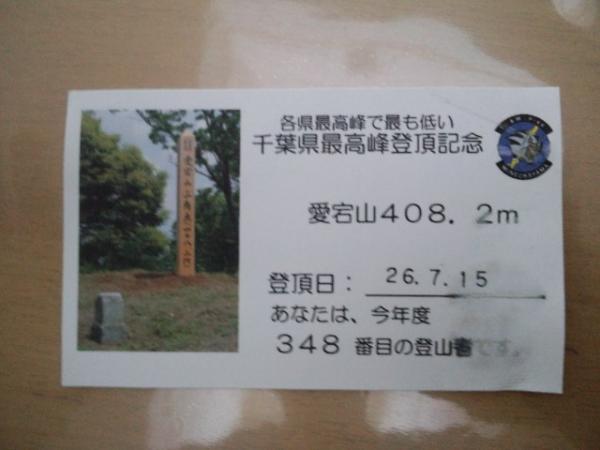 各県最高峰で最も低い
千葉県最高峰登頂記念
愛宕山408.2m
登頂日：26.7.15
あなたは、今年度
348 番目の登山者です。
MINEOKAYAMA